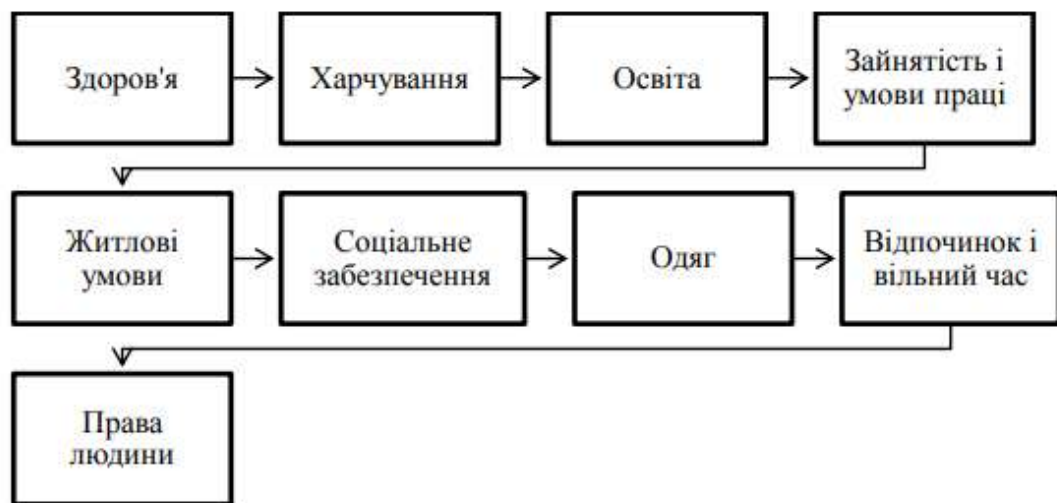 Здоров'я
Харчування
Освіта
Зайнятість і
умови праці
Житлові
умови
Соціальне
забезпечення
Одяг
Відпочинок і
вільний час
Права
людини